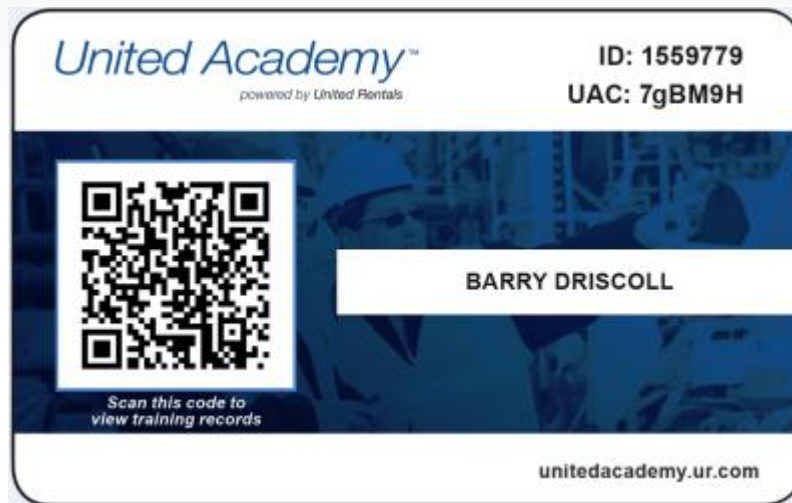 United Academy™
powered by United Rentals
ID: 1559779
UAC: 7gBM9H
BARRY DRISCOLL
Scan this code to
view training records
unitedacademy.ur.com